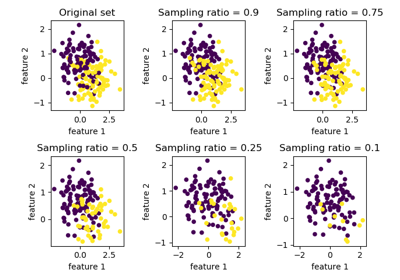 Original set Sampling ratio = 0.9 Sampling ratio = 0.75
feature 2 feature 2 feature 2
2 2 2
1 1 1
0 0 0
−1 −1 −1
0.0 2.5 0.0 2.5 0.0 2.5
feature 1 feature 1 feature 1
Sampling ratio = 0.5 Sampling ratio = 0.25 Sampling ratio = 0.1
feature 2 feature 2 feature 2
2 2 2
1 1
0 0 0
−1 −1
0.0 2.5 −2 0 2 −2 0 2
feature 1 feature 1 feature 1